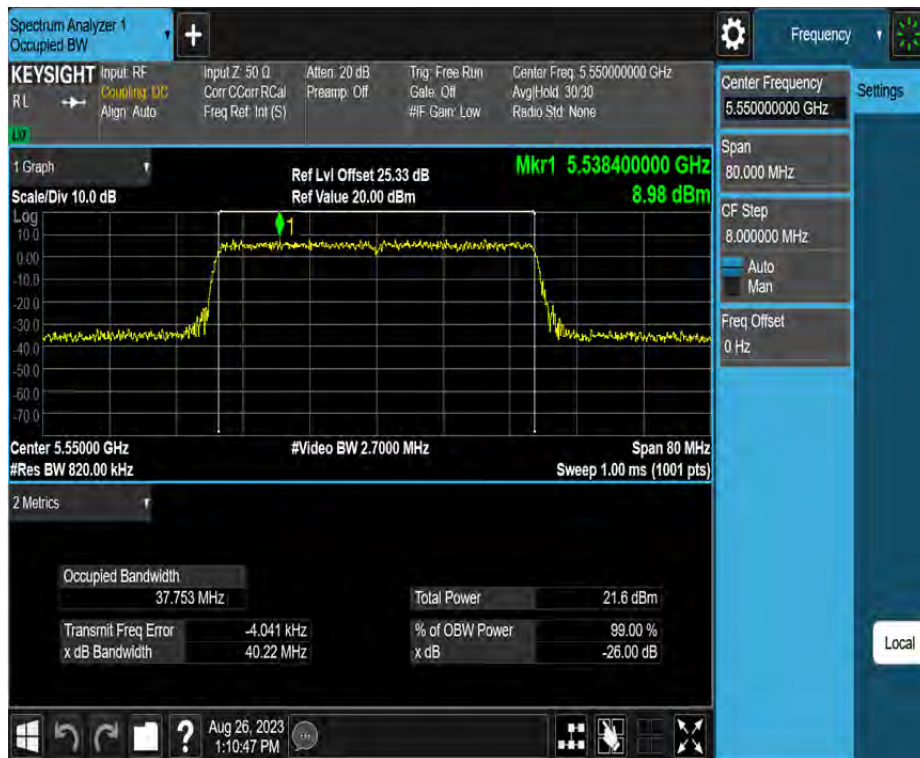 Spectrum Analyzer 1
Occupied BW
+
Frequency
KEYSIGHT
RL
Input: RF
Coupling: DC
Align: Auto
Input Z: 50 Ω
Corr CCorr RCal
Freq Ref: Int (S)
Atten: 20 dB
Preamp: Off
Trig: Free Run
Gate: Off
#IF Gain: Low
Center Freq: 5.550000000 GHz
Avg|Hold: 30/30
Radio Std: None
Center Frequency
5.550000000 GHz
Settings
Span
80.000 MHz
CF Step
8.000000 MHz
Auto
Man
Freq Offset
0 Hz
Local
1 Graph
Scale/Div 10.0 dB
Ref Lvl Offset 25.33 dB
Ref Value 20.00 dBm
Mkr1 5.538400000 GHz
8.98 dBm
Log
10.0
0.00
-10.0
-20.0
-30.0
-40.0
-50.0
-60.0
-70.0
1
Center 5.55000 GHz
#Res BW 820.00 kHz
#Video BW 2.7000 MHz
Span 80 MHz
Sweep 1.00 ms (1001 pts)
2 Metrics
Occupied Bandwidth
37.753 MHz
Transmit Freq Error -4.041 kHz
x dB Bandwidth 40.22 MHz
Total Power 21.6 dBm
% of OBW Power 99.00 %
x dB -26.00 dB
?
Aug 26, 2023
1:10:47 PM